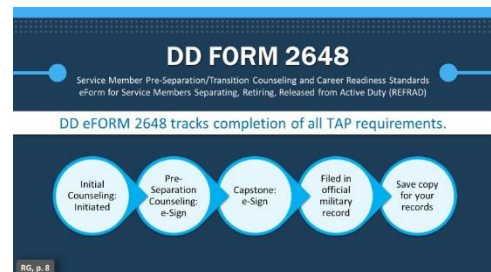 DD FORM 2648
Service Member Pre-Separation/Transition Counseling and Career Readiness Standards
eForm for Service Members Separating, Retiring, Released from Active Duty (REFRAD)
DD eFORM 2648 tracks completion of all TAP requirements.
Initial
Counseling:
Initiated
Pre-
Separation
Counseling:
e-Sign
Capstone:
e-Sign
Filed in
official
military
record
Save copy
for your
records
RG, p. 8